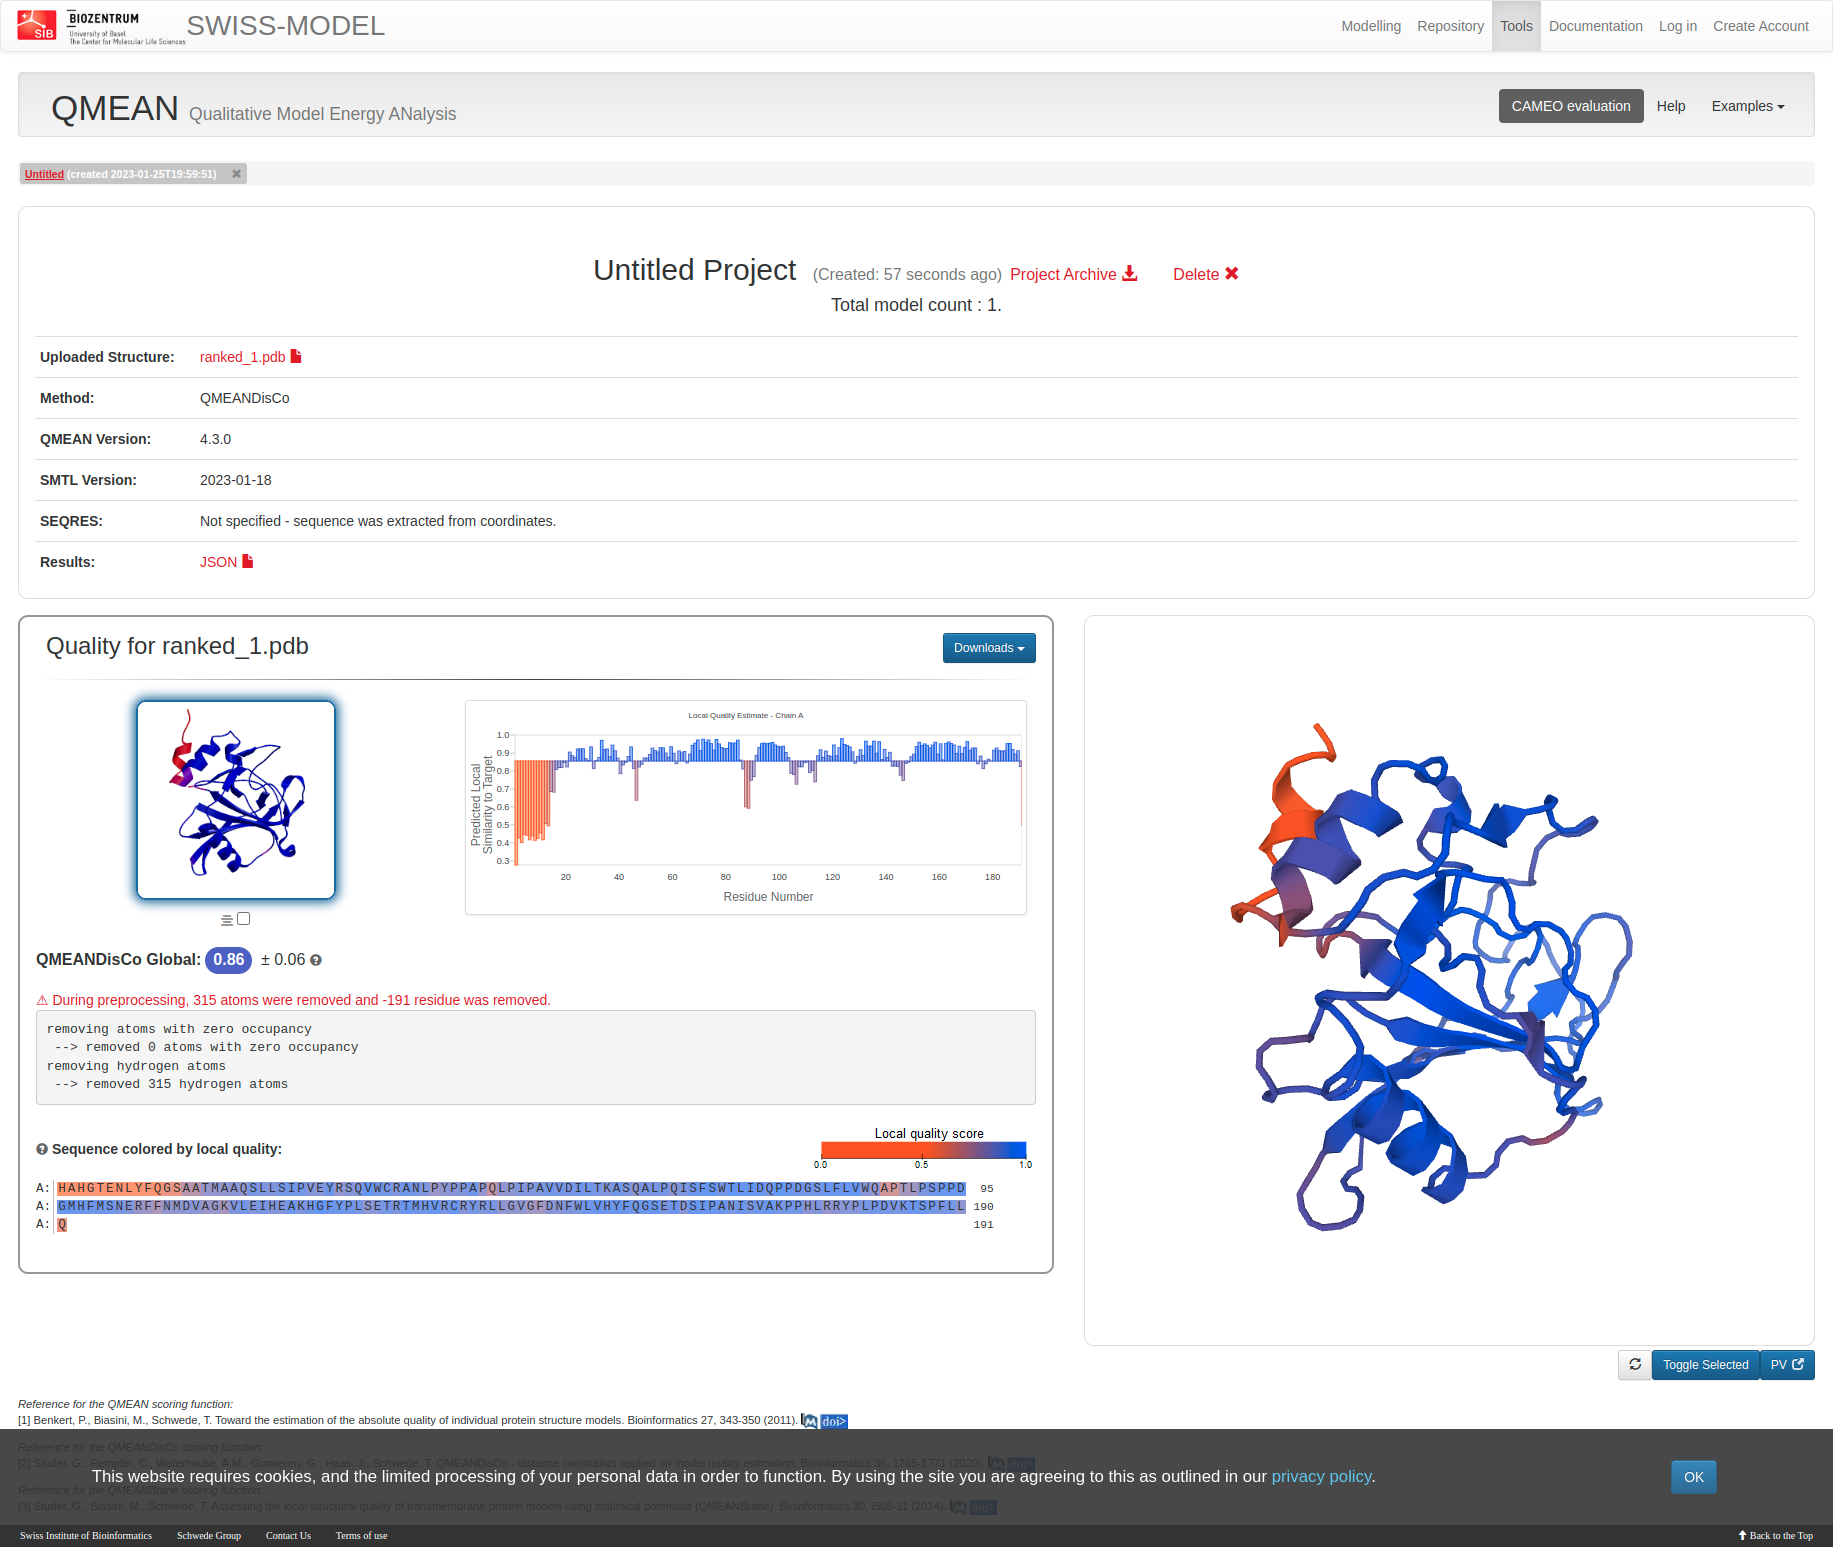 SIB
BIOZENTRUM
University of Basel
The Center for Molecular Life Sciences
SWISS-MODEL
Modelling
Repository
Tools
Documentation
Log in
Create Account
QMEAN Qualitative Model Energy ANalysis
CAMEO evaluation
Help
Examples
Untitled (created 2023-01-25T19:59:51)
Untitled Project (Created: 57 seconds ago) Project Archive Delete
Total model count : 1.
Uploaded Structure: ranked_1.pdb
Method: QMEANDisCo
QMEAN Version: 4.3.0
SMTL Version: 2023-01-18
SEQRES: Not specified - sequence was extracted from coordinates.
Results: JSON
Quality for ranked_1.pdb
Downloads
Local Quality Estimate - Chain A
Predicted Local
Similarity to Target
1.0
0.9
0.8
0.7
0.6
0.5
0.4
0.3
20 40 60 80 100 120 140 160 180
Residue Number
QMEANDisCo Global: 0.86 ± 0.06
⚠ During preprocessing, 315 atoms were removed and -191 residue was removed.
removing atoms with zero occupancy
--> removed 0 atoms with zero occupancy
removing hydrogen atoms
--> removed 315 hydrogen atoms
Sequence colored by local quality:
Local quality score
0.0 0.5 1.0
A: HAHGTENLYFQGSAATMAAQSLLSIPVEYRSQVWCRANLPYPPAPQLPIPAVVDILTKASQALPQISFSWTLIDQPPDGSLFLVWQAPTLPSPPD 95
A: GMHFMSNERFFNMDVAGKVLEIHEAKHGFYPLSETRTMHVRCRYRLLGVGFDNFWLVHYFQGSETDSIPANISVAKPPHLRRYPLPDVKTSPFLL 190
A: Q 191
Toggle Selected
PV
Reference for the QMEAN scoring function:
[1] Benkert, P., Biasini, M., Schwede, T. Toward the estimation of the absolute quality of individual protein structure models. Bioinformatics 27, 343-350 (2011). doi>
Reference for the QMEANDisCo scoring function:
[2] Studer, G., Rempfer, C., Waterhouse, A.M., Gumienny, G., Haas, J., Schwede, T. QMEANDisCo - distance constraints applied on model quality estimation. Bioinformatics 36, 1765-1771 (2020). doi>
This website requires cookies, and the limited processing of your personal data in order to function. By using the site you are agreeing to this as outlined in our privacy policy.
OK
Reference for the QMEANBrane scoring function:
[3] Studer, G., Biasini, M., Schwede, T. Assessing the local structural quality of transmembrane protein models using statistical potentials (QMEANBrane). Bioinformatics 30, i505-11 (2014). doi>
Swiss Institute of Bioinformatics
Schwede Group
Contact Us
Terms of use
Back to the Top